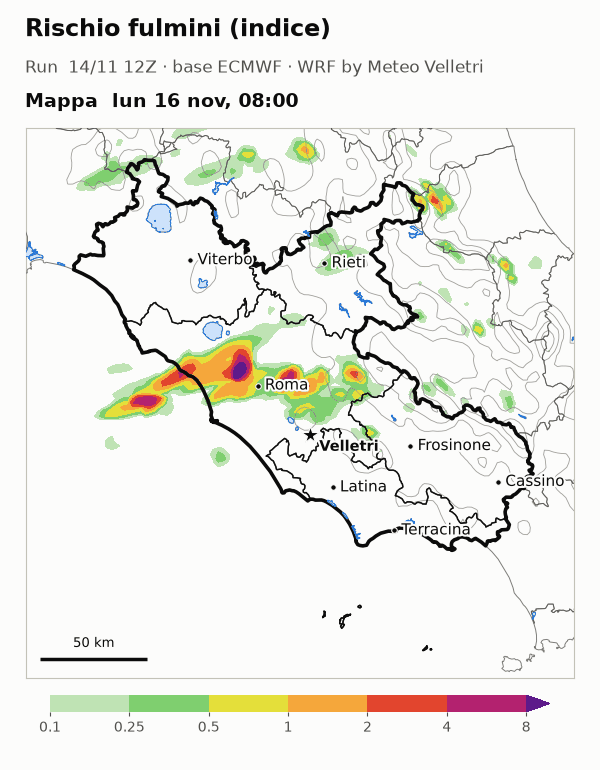 Rischio fulmini (indice)
Run  14/11 12Z · base ECMWF · WRF by Meteo Velletri
Mappa  lun 16 nov, 08:00
Viterbo
Rieti
Roma
Velletri
Frosinone
Cassino
Latina
Terracina
50 km
0.1 0.25 0.5 1 2 4 8